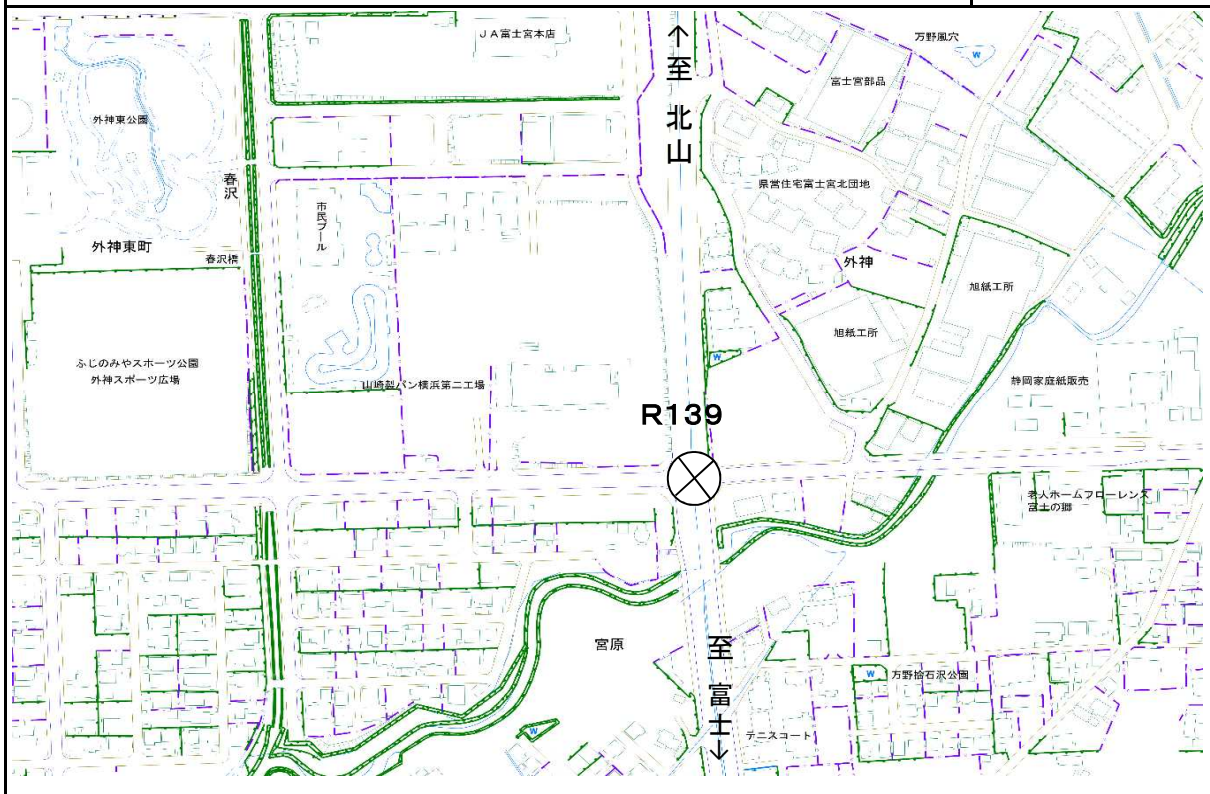 JA富士宮本店
↑至 北山
万野風穴
W
富士宮部品
外神東公園
春沢
県営住宅富士宮北団地
市民プール
外神東町
春沢橋
外神
旭紙工所
旭紙工所
W
ふじのみやスポーツ公園
外神スポーツ広場
山崎製パン横浜第二工場
静岡家庭紙販売
R139
老人ホームフローレンス
富士の郷
宮原
至 富士↓
W
万野捨石沢公園
W
テニスコート